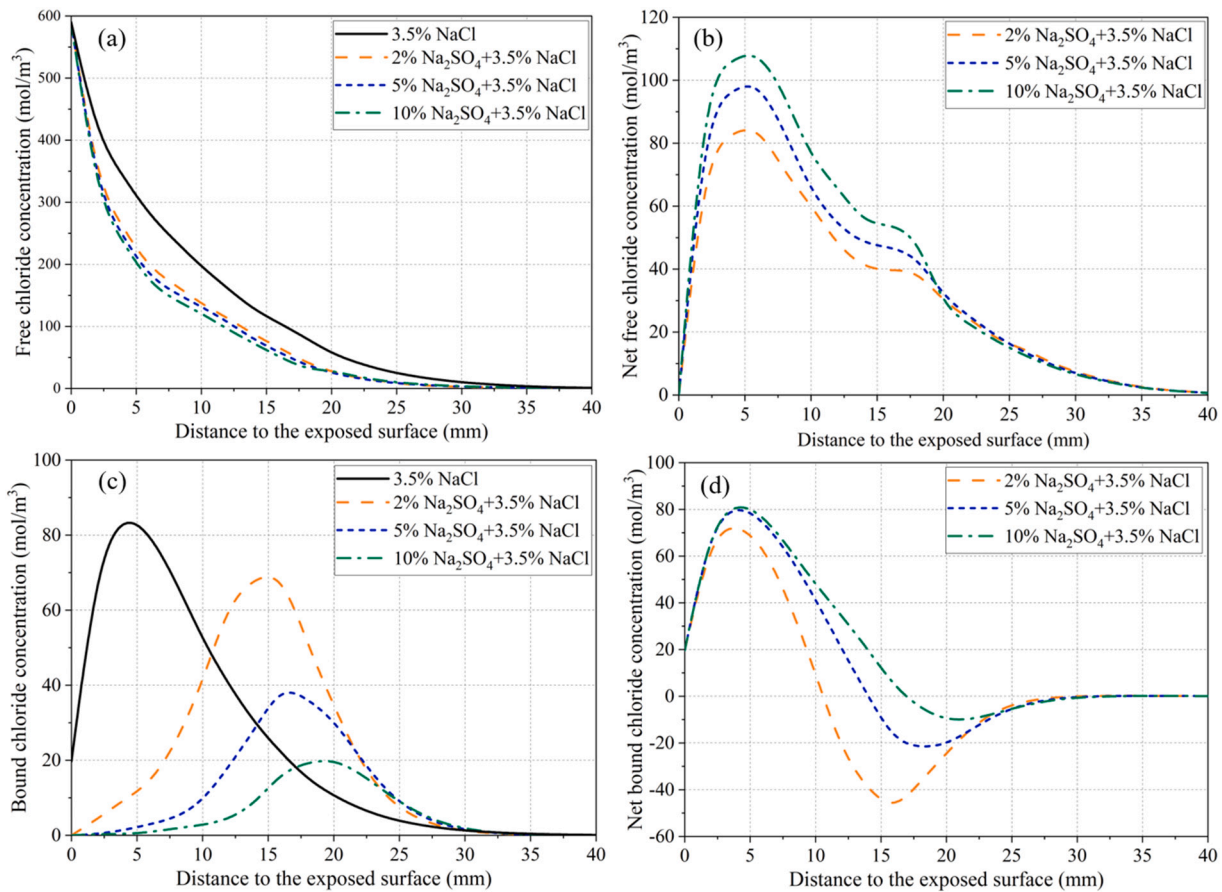 (a)
3.5% NaCl
2% Na₂SO₄+3.5% NaCl
5% Na₂SO₄+3.5% NaCl
10% Na₂SO₄+3.5% NaCl
Free chloride concentration (mol/m³)
600
500
400
300
200
100
0
0 5 10 15 20 25 30 35 40
Distance to the exposed surface (mm)
(b)
2% Na₂SO₄+3.5% NaCl
5% Na₂SO₄+3.5% NaCl
10% Na₂SO₄+3.5% NaCl
Net free chloride concentration (mol/m³)
120
100
80
60
40
20
0
0 5 10 15 20 25 30 35 40
Distance to the exposed surface (mm)
(c)
3.5% NaCl
2% Na₂SO₄+3.5% NaCl
5% Na₂SO₄+3.5% NaCl
10% Na₂SO₄+3.5% NaCl
Bound chloride concentration (mol/m³)
100
80
60
40
20
0
0 5 10 15 20 25 30 35 40
Distance to the exposed surface (mm)
(d)
2% Na₂SO₄+3.5% NaCl
5% Na₂SO₄+3.5% NaCl
10% Na₂SO₄+3.5% NaCl
Net bound chloride concentration (mol/m³)
100
80
60
40
20
0
-20
-40
-60
0 5 10 15 20 25 30 35 40
Distance to the exposed surface (mm)